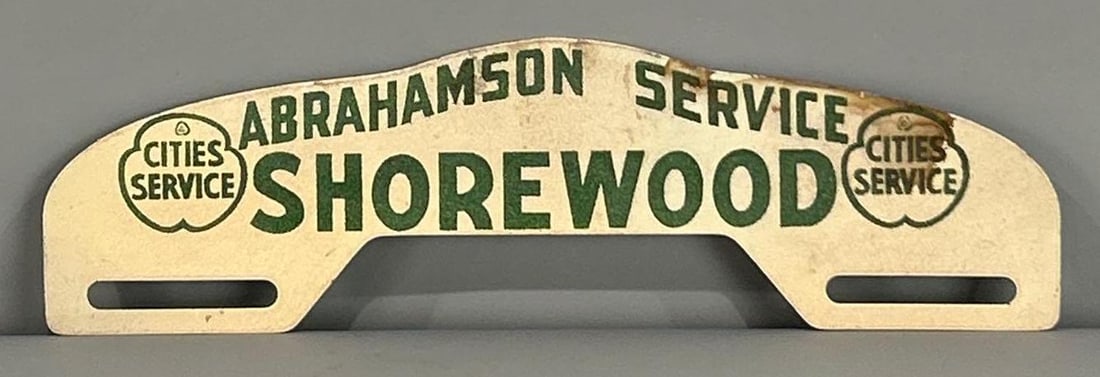 ABRAHAMSON SERVICE
CITIES SERVICE
SHOREWOOD
CITIES SERVICE